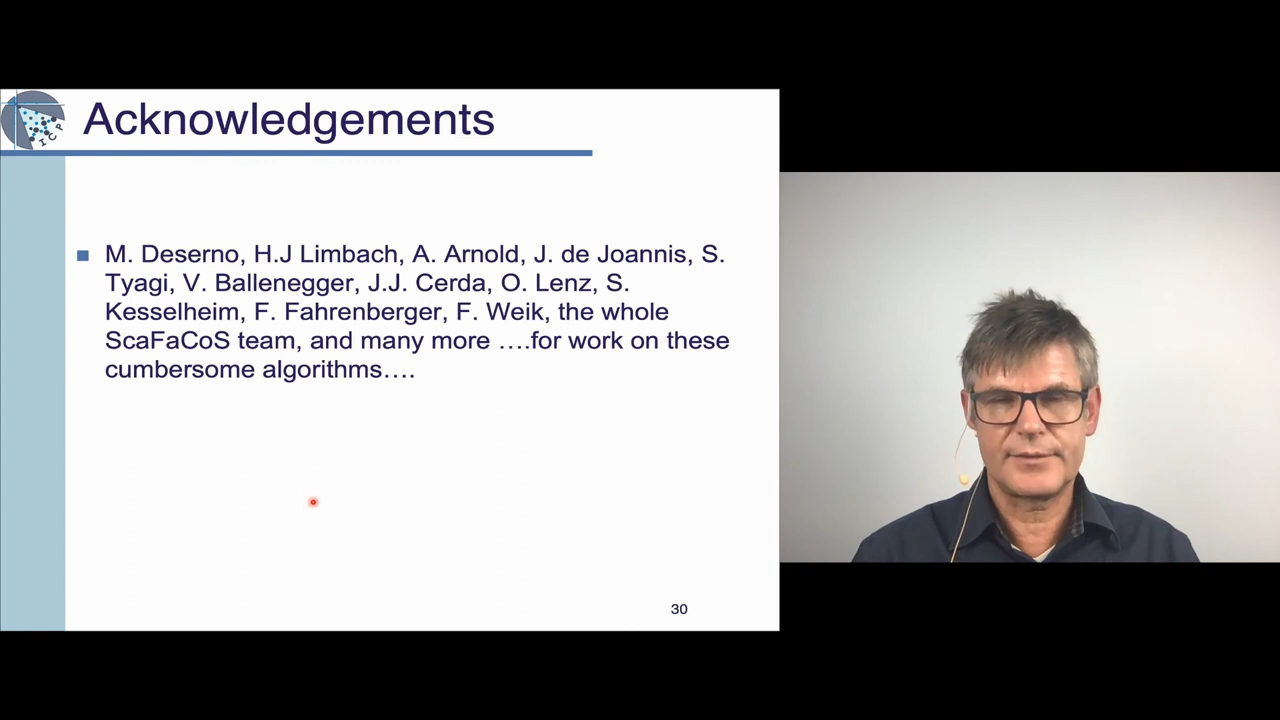 ICP
Acknowledgements
M. Deserno, H.J Limbach, A. Arnold, J. de Joannis, S.
Tyagi, V. Ballenegger, J.J. Cerda, O. Lenz, S.
Kesselheim, F. Fahrenberger, F. Weik, the whole
ScaFaCoS team, and many more ….for work on these
cumbersome algorithms….
30